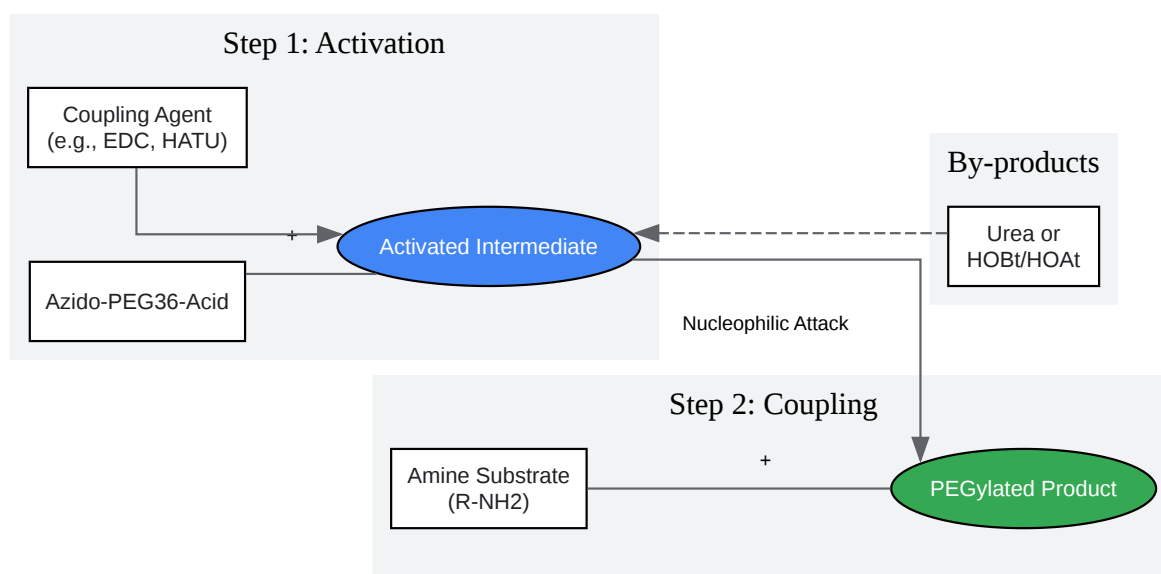 Step 1: Activation
Coupling Agent
(e.g., EDC, HATU)
+
Activated Intermediate
Azido-PEG36-Acid
By-products
Urea or
HOBt/HOAt
Nucleophilic Attack
Step 2: Coupling
+
Amine Substrate
(R-NH2)
PEGylated Product